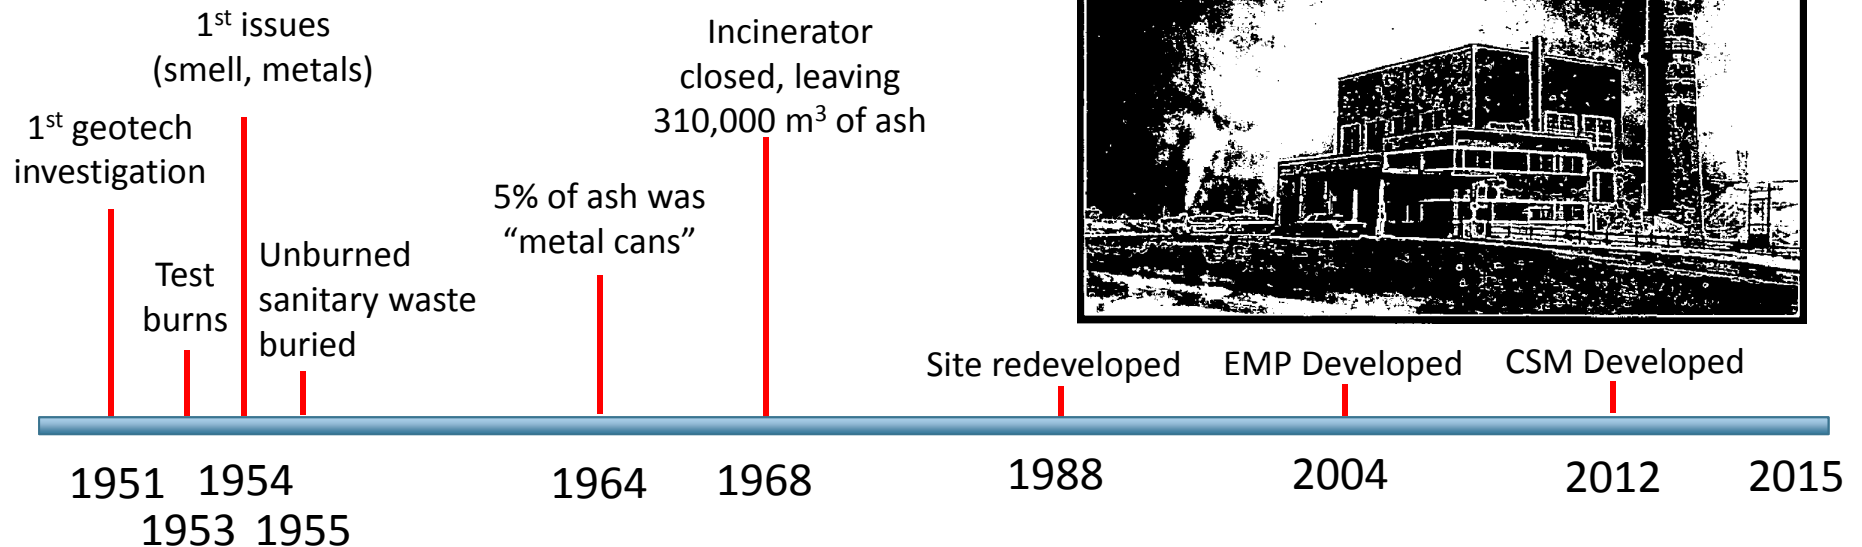 1st issues
(smell, metals)
1st geotech
investigation
Test
burns
Unburned
sanitary waste
buried
5% of ash was
“metal cans”
Incinerator
closed, leaving
310,000 m3 of ash
Site redeveloped
EMP Developed
CSM Developed
1951
1953
1954
1955
1964
1968
1988
2004
2012
2015